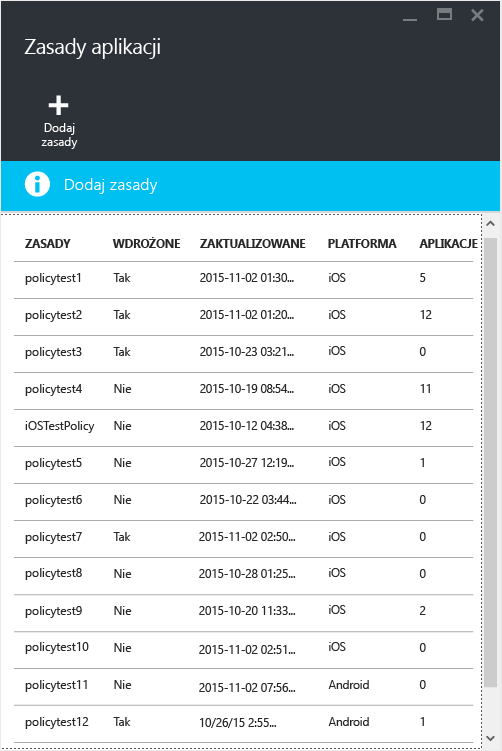 Zasady aplikacji
Dodaj
zasady
Dodaj zasady
ZASADY WDROŻONE ZAKTUALIZOWANE PLATFORMA APLIKACJE
policytest1 Tak 2015-11-02 01:30... iOS 5
policytest2 Tak 2015-11-02 01:20... iOS 12
policytest3 Tak 2015-10-23 03:21... iOS 0
policytest4 Nie 2015-10-19 08:54... iOS 11
iOSTestPolicy Nie 2015-10-12 04:38... iOS 12
policytest5 Nie 2015-10-27 12:19... iOS 1
policytest6 Nie 2015-10-22 03:44... iOS 0
policytest7 Tak 2015-11-02 02:50... iOS 0
policytest8 Nie 2015-10-28 01:25... iOS 0
policytest9 Nie 2015-10-20 11:33... iOS 2
policytest10 Nie 2015-11-02 02:51... iOS 0
policytest11 Nie 2015-11-02 07:56... Android 0
policytest12 Tak 10/26/15 2:55... Android 1